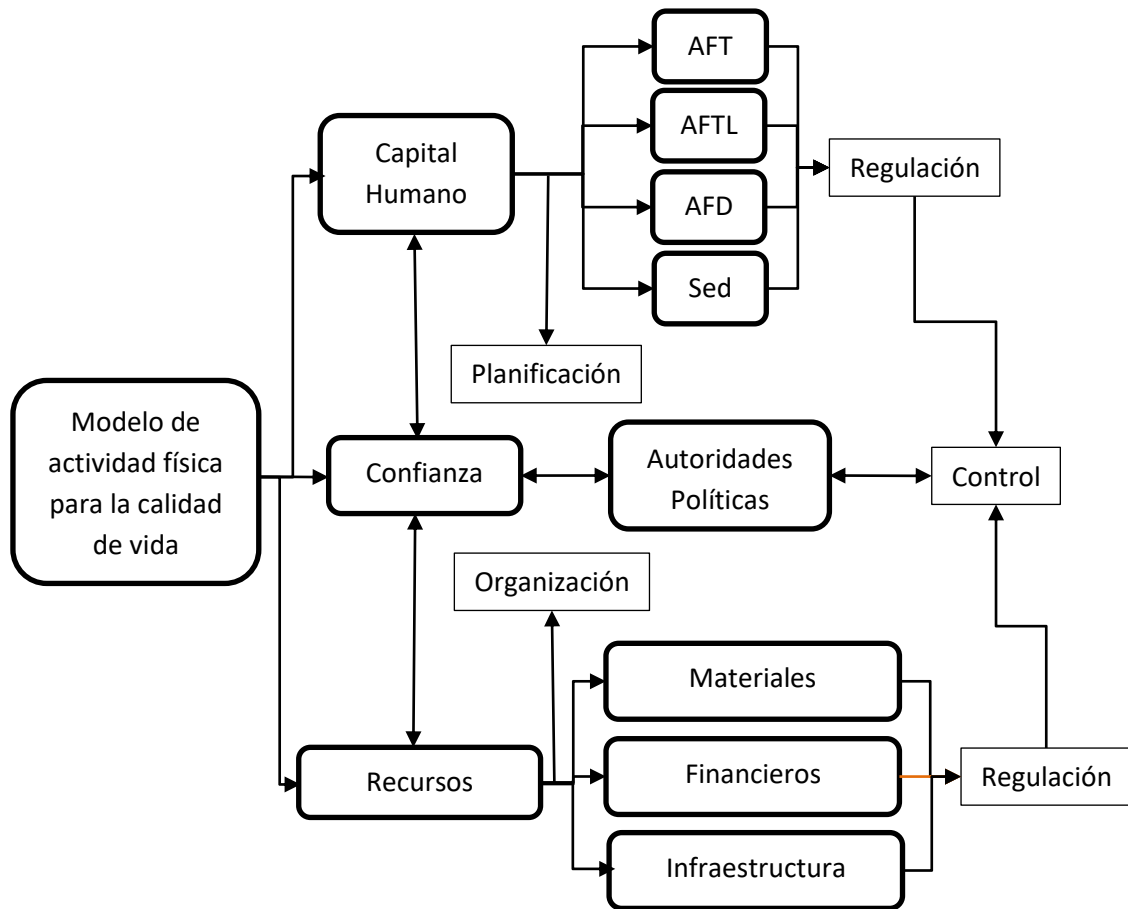 AFT
AFTL
AFD
Sed
Capital
Humano
Regulación
Planificación
Modelo de
actividad física
para la calidad
de vida
Confianza
Autoridades
Políticas
Control
Organización
Materiales
Financieros
Infraestructura
Recursos
Regulación